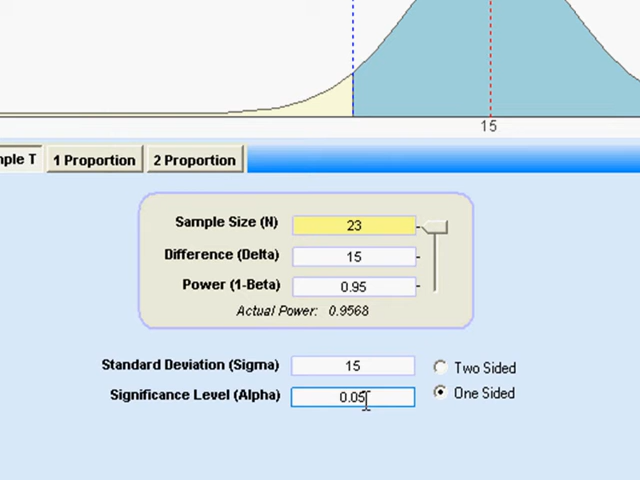 15
mple T 1 Proportion 2 Proportion
Sample Size (N) 23
Difference (Delta) 15
Power (1-Beta) 0.95
Actual Power: 0.9568
Standard Deviation (Sigma) 15 Two Sided
Significance Level (Alpha) 0.05 One Sided